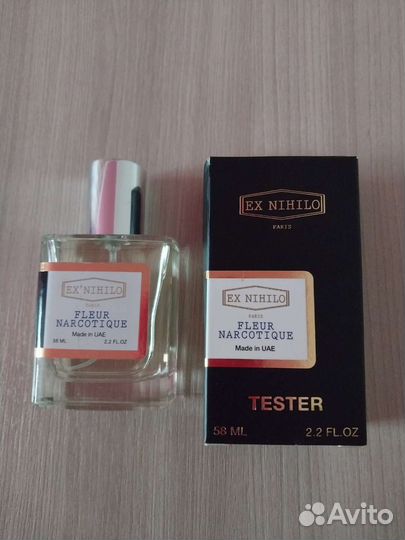 EX'NIHILO
PARIS
FLEUR
NARCOTIQUE
Made in UAE
58 ML 2.2 FL.OZ
EX NIHILO
PARIS
EX NIHILO
PARIS
FLEUR
NARCOTIQUE
Made in UAE
TESTER
58 ML 2.2 FL.OZ
Avito